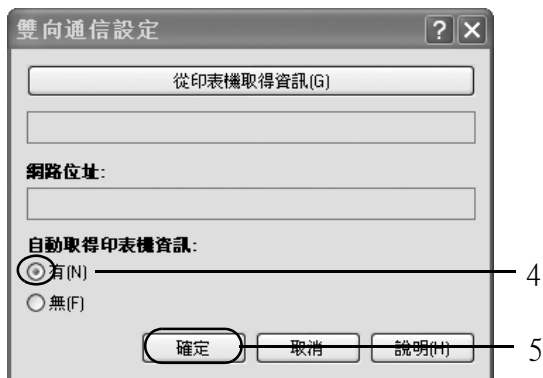 雙向通信設定
從印表機取得資訊(G)
網路位址:
自動取得印表機資訊:
有(N)
4
無(F)
確定
取消
說明(H)
5